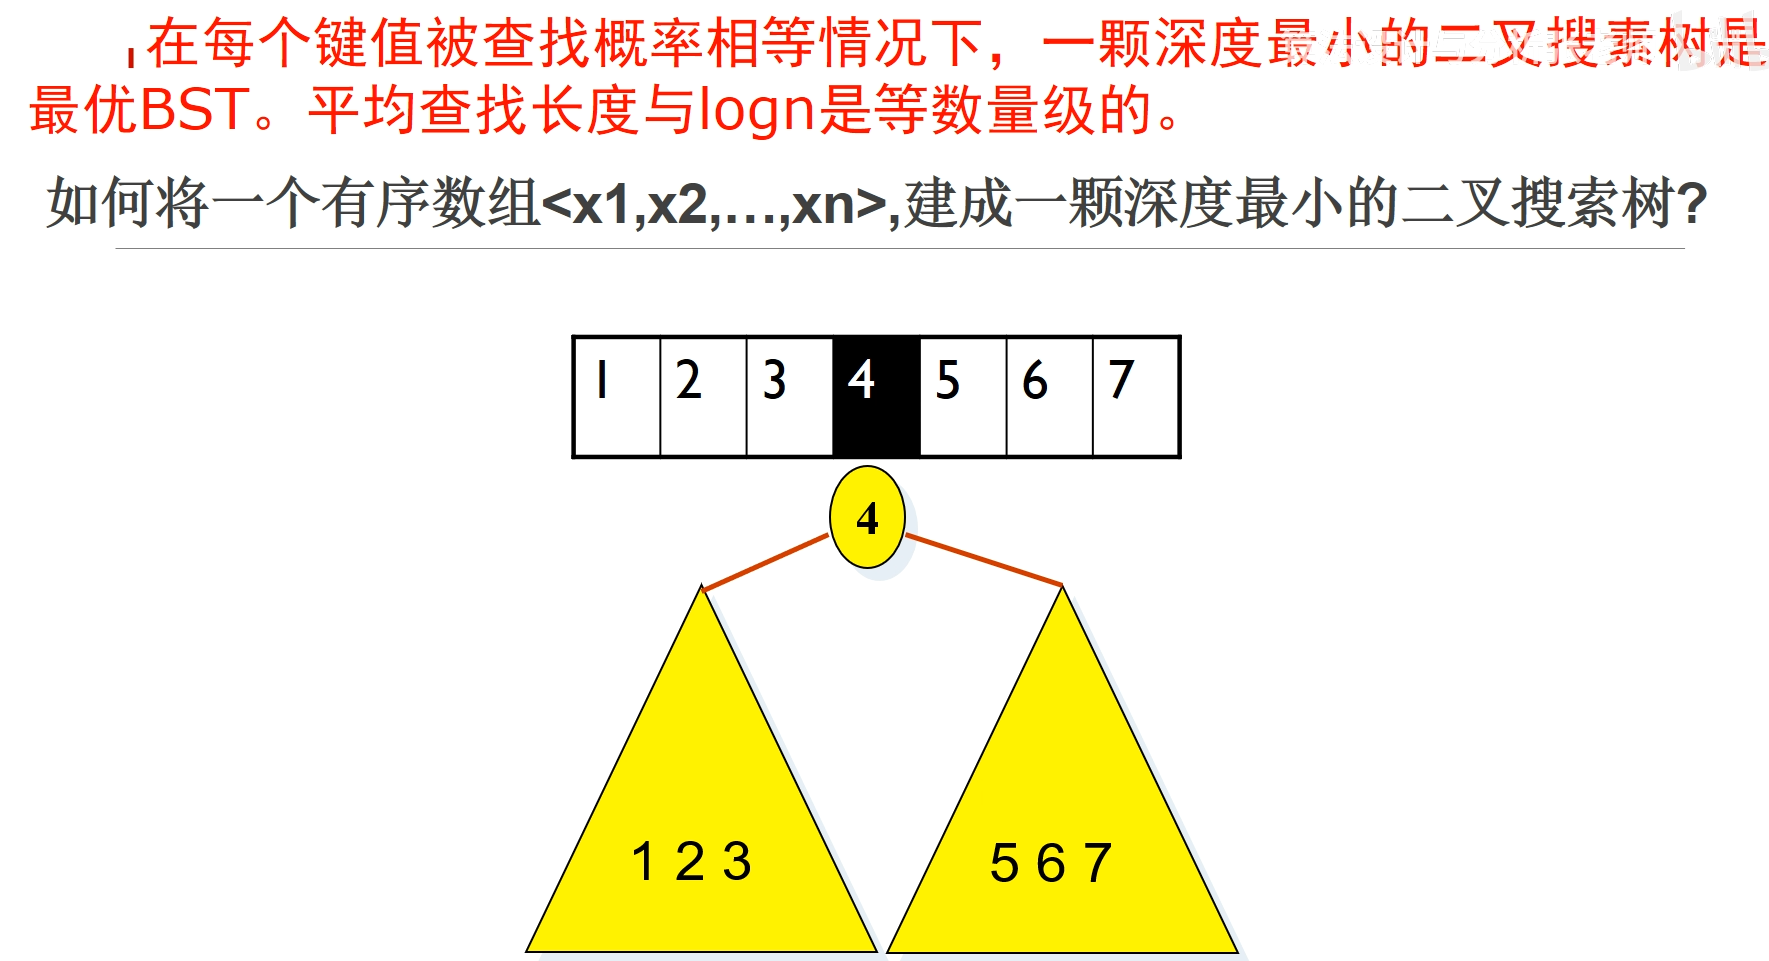 在每个键值被查找概率相等情况下，一颗深度最小的二叉搜索树是
最优BST。平均查找长度与logn是等数量级的。
如何将一个有序数组<x1,x2,…,xn>,建成一颗深度最小的二叉搜索树?
1 2 3 4 5 6 7
4
1 2 3
5 6 7